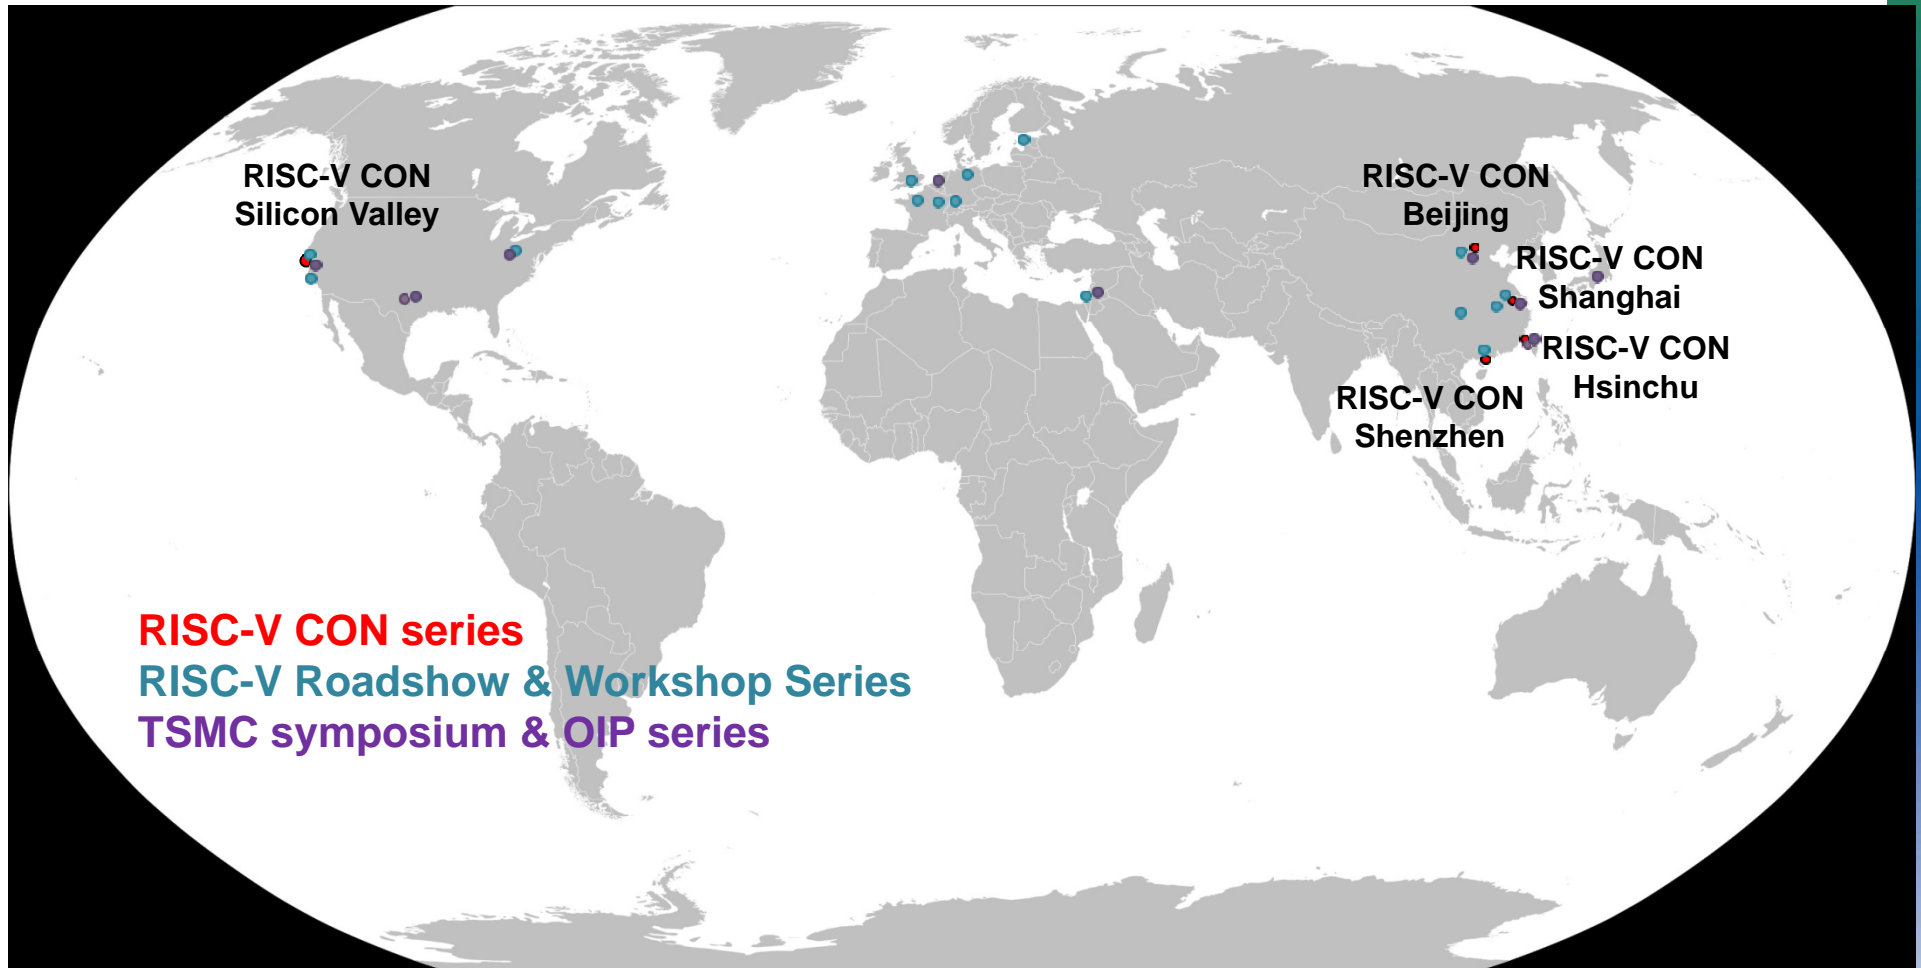 RISC-V CON
Silicon Valley
RISC-V CON
Beijing
RISC-V CON
Shanghai
RISC-V CON
Hsinchu
RISC-V CON
Shenzhen
RISC-V CON series
RISC-V Roadshow & Workshop Series
TSMC symposium & OIP series